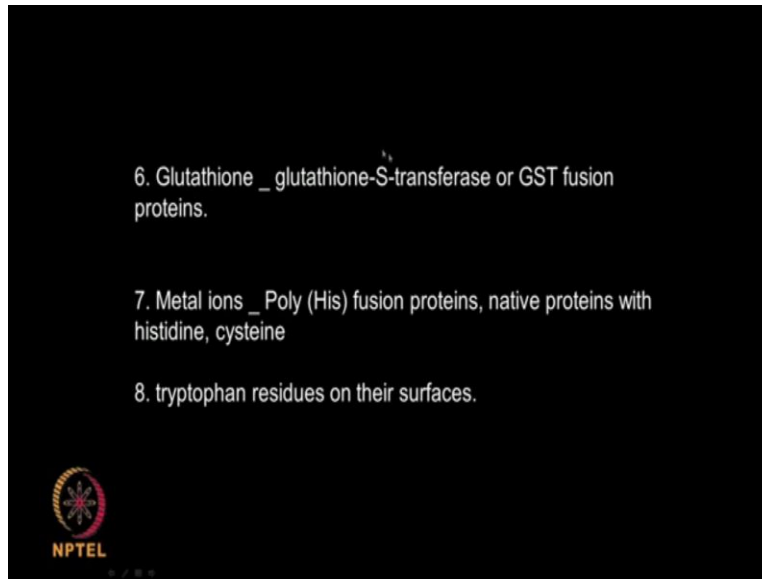 6. Glutathione _ glutathione-S-transferase or GST fusion
proteins.
7. Metal ions _ Poly (His) fusion proteins, native proteins with
histidine, cysteine
8. tryptophan residues on their surfaces.
NPTEL